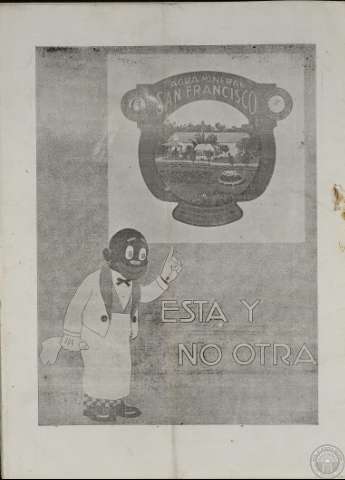 AGUA MINERAL
SAN FRANCISCO
ESTA Y
NO OTRA